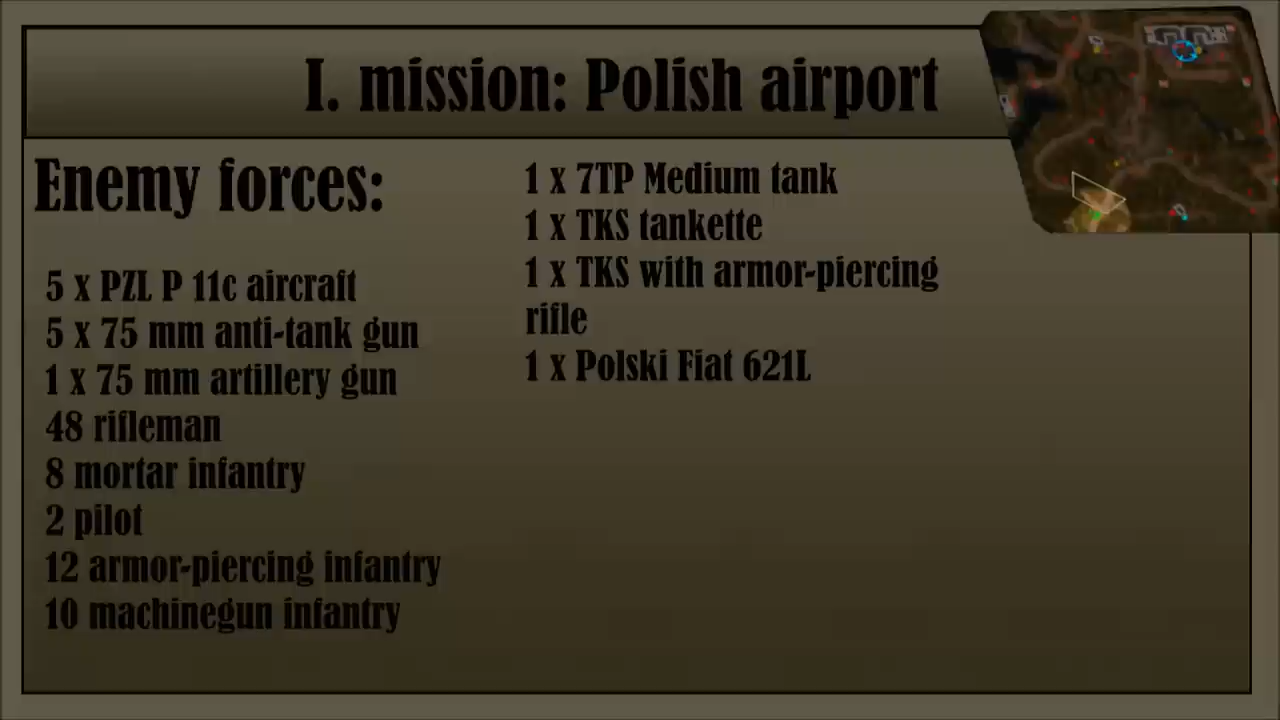 I. mission: Polish airport
Enemy forces:
5 x PZL P 11c aircraft
5 x 75 mm anti-tank gun
1 x 75 mm artillery gun
48 rifleman
8 mortar infantry
2 pilot
12 armor-piercing infantry
10 machinegun infantry
1 x 7TP Medium tank
1 x TKS tankette
1 x TKS with armor-piercing
rifle
1 x Polski Fiat 621L